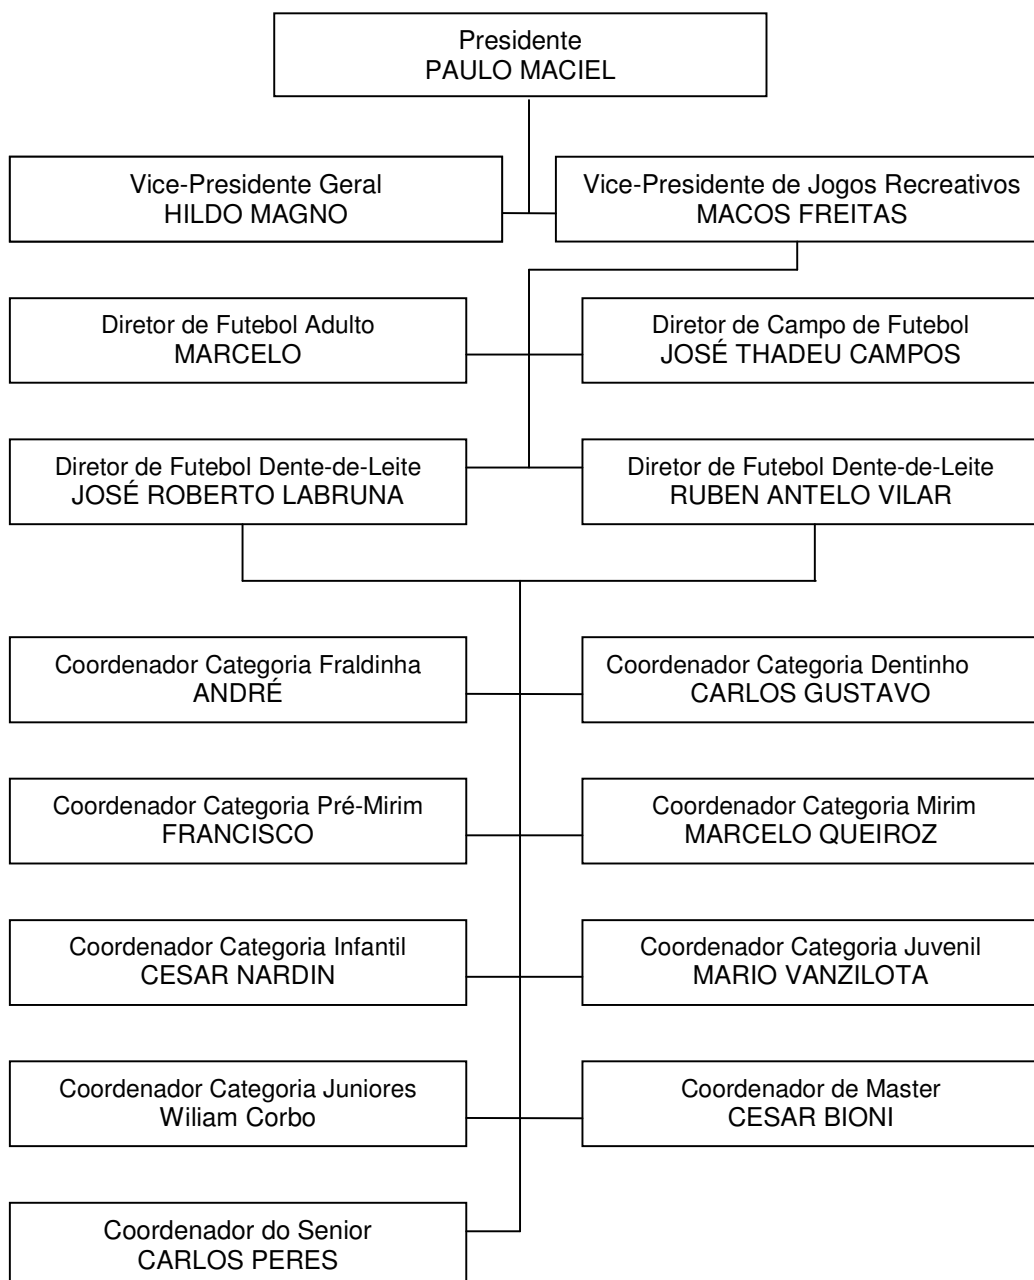 Presidente
PAULO MACIEL
Vice-Presidente Geral
HILDO MAGNO
Vice-Presidente de Jogos Recreativos
MACOS FREITAS
Diretor de Futebol Adulto
MARCELO
Diretor de Campo de Futebol
JOSÉ THADEU CAMPOS
Diretor de Futebol Dente-de-Leite
JOSÉ ROBERTO LABRUNA
Diretor de Futebol Dente-de-Leite
RUBEN ANTELO VILAR
Coordenador Categoria Fraldinha
ANDRÉ
Coordenador Categoria Dentinho
CARLOS GUSTAVO
Coordenador Categoria Pré-Mirim
FRANCISCO
Coordenador Categoria Mirim
MARCELO QUEIROZ
Coordenador Categoria Infantil
CESAR NARDIN
Coordenador Categoria Juvenil
MARIO VANZILOTA
Coordenador Categoria Juniores
Wiliam Corbo
Coordenador de Master
CESAR BIONI
Coordenador do Senior
CARLOS PERES